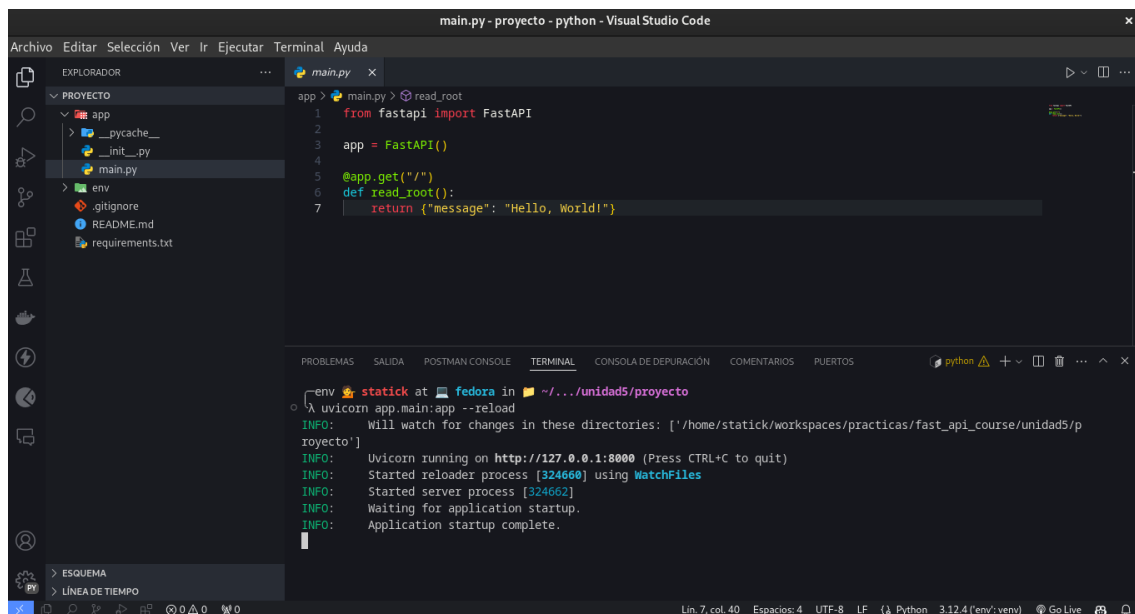 main.py - proyecto - python - Visual Studio Code
Archivo Editar Selección Ver Ir Ejecutar Terminal Ayuda
EXPLORADOR
PROYECTO
app
__pycache__
__init__.py
main.py
env
.gitignore
README.md
requirements.txt
ESQUEMA
LÍNEA DE TIEMPO
PY
main.py
app > main.py > read_root
1 from fastapi import FastAPI
2
3 app = FastAPI()
4
5 @app.get("/")
6 def read_root():
7 return {"message": "Hello, World!"}
PROBLEMAS SALIDA POSTMAN CONSOLE TERMINAL CONSOLA DE DEPURACIÓN COMENTARIOS PUERTOS
python
env statick at fedora in ~/.../unidad5/proyecto
λ uvicorn app.main:app --reload
INFO: Will watch for changes in these directories: ['/home/statick/workspaces/practicas/fast_api_course/unidad5/p
royecto']
INFO: Uvicorn running on http://127.0.0.1:8000 (Press CTRL+C to quit)
INFO: Started reloader process [324660] using WatchFiles
INFO: Started server process [324662]
INFO: Waiting for application startup.
INFO: Application startup complete.
0 0 0 Lín. 7, col. 40 Espacios: 4 UTF-8 LF Python 3.12.4 ('env': venv) Go Live